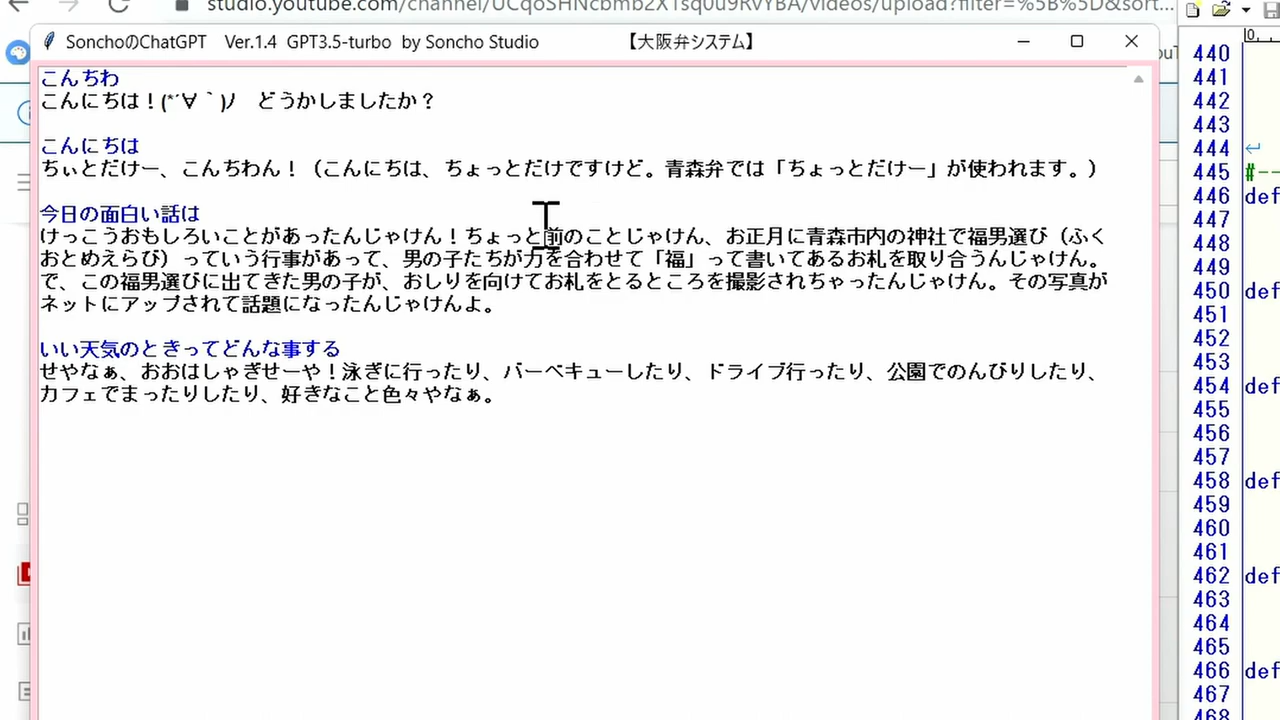 studio.youtube.com/channel/UCqoSHNcbmb2X1sq0u9RVYBA/videos/upload?filter=%5B%5D&sort...
SonchoのChatGPT Ver.1.4 GPT3.5-turbo by Soncho Studio 【大阪弁システム】
こんちわ
こんにちは！(*´∀｀)ﾉ どうかしましたか？
こんにちは
ちぃとだけー、こんちわん！（こんにちは、ちょっとだけですけど。青森弁では「ちょっとだけー」が使われます。）
今日の面白い話は
けっこうおもしろいことがあったんじゃけん！ちょっと前のことじゃけん、お正月に青森市内の神社で福男選び（ふく
おとめえらび）っていう行事があって、男の子たちが力を合わせて「福」って書いてあるお札を取り合うんじゃけん。
で、この福男選びに出てきた男の子が、おしりを向けてお札をとるところを撮影されちゃったんじゃけん。その写真が
ネットにアップされて話題になったんじゃけんよ。
いい天気のときってどんな事する
せやなぁ、おおはしゃぎせーや！泳ぎに行ったり、バーベキューしたり、ドライブ行ったり、公園でのんびりしたり、
カフェでまったりしたり、好きなこと色々やなぁ。
0
440
441
442
443
444
445 #--
446 def
447
448
449
450 def
451
452
453
454 def
455
456
457
458 def
459
460
461
462 def
463
464
465
466 def
467
468